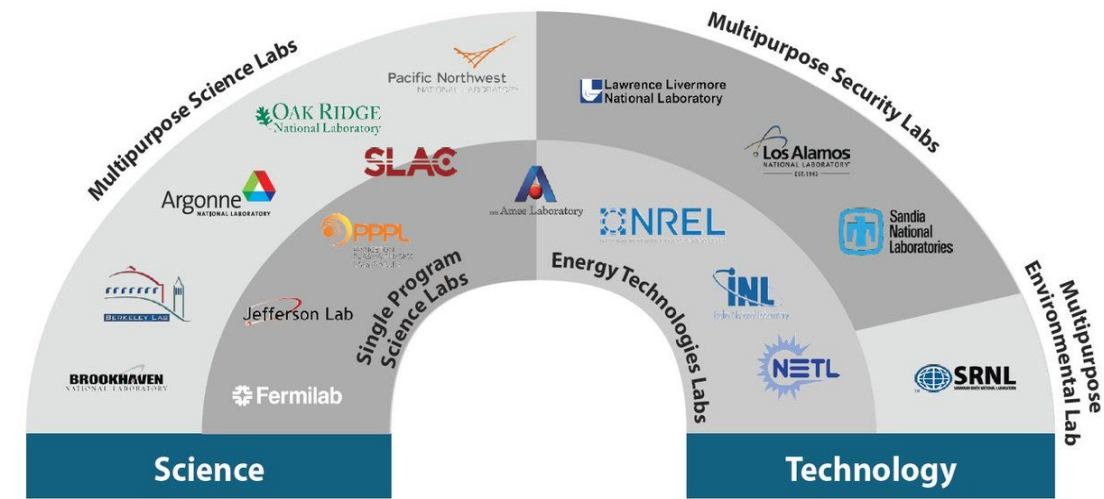 Multipurpose Science Labs
Multipurpose Security Labs
Multipurpose
Environmental Lab
Single Program
Science Labs
Energy Technologies Labs
Pacific Northwest
NATIONAL LABORATORY
OAK RIDGE
National Laboratory
Argonne
NATIONAL LABORATORY
BERKELEY LAB
BROOKHAVEN
NATIONAL LABORATORY
SLAC
PPPL
Jefferson Lab
Fermilab
THE Ames Laboratory
NREL
INL
NETL
Lawrence Livermore
National Laboratory
Los Alamos
NATIONAL LABORATORY
EST. 1943
Sandia
National
Laboratories
SRNL
Science
Technology